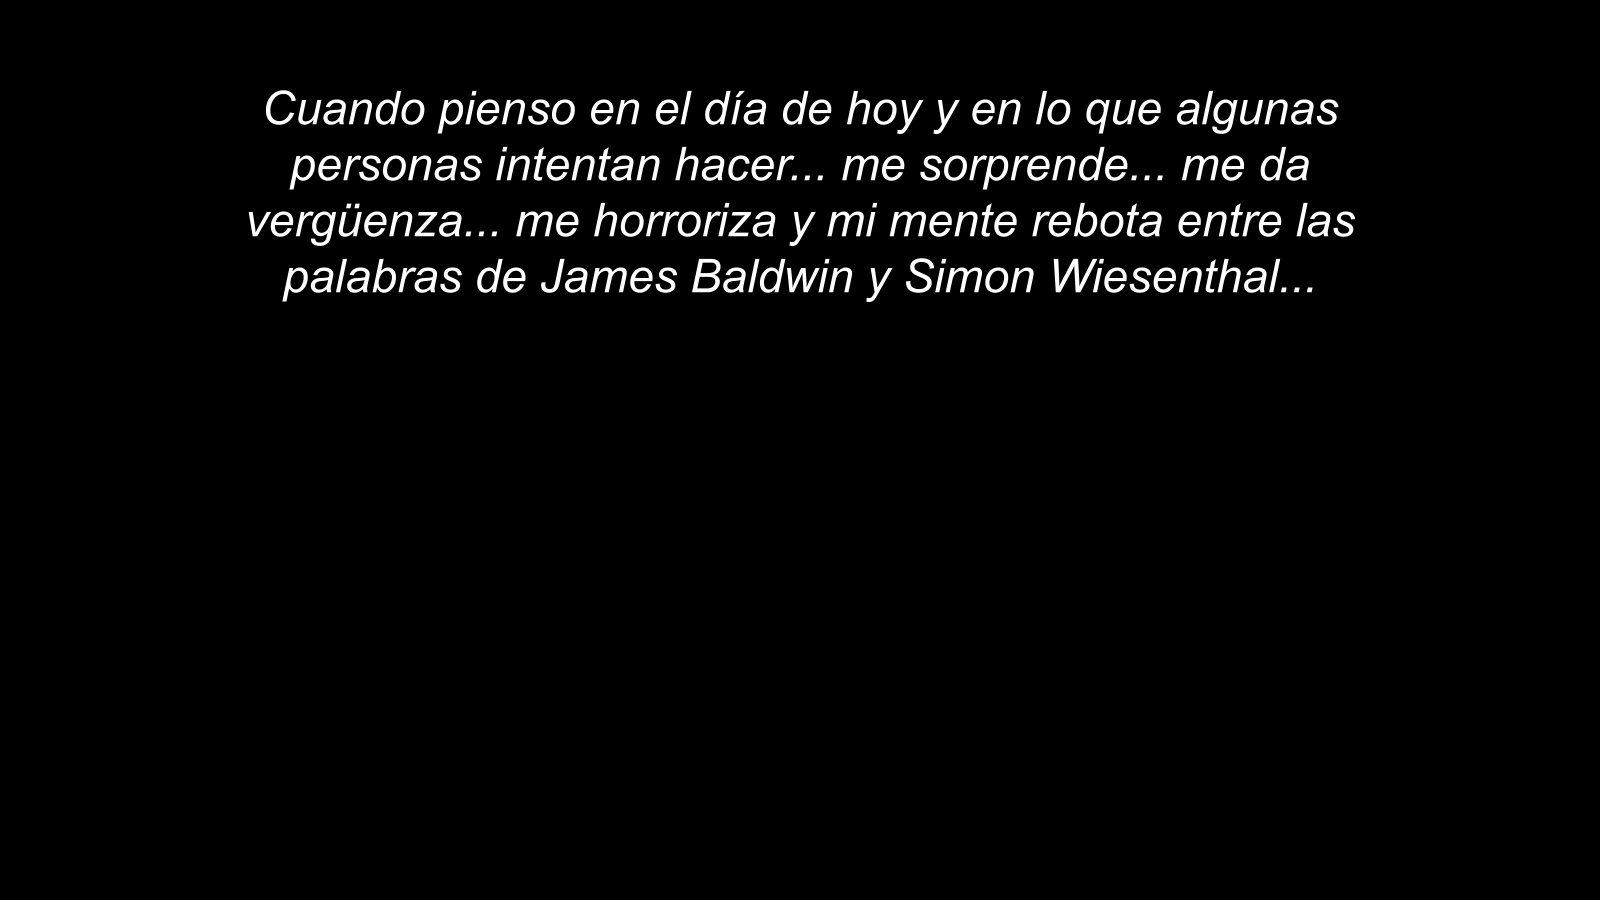 Cuando pienso en el día de hoy y en lo que algunas
personas intentan hacer... me sorprende... me da
vergüenza... me horroriza y mi mente rebota entre las
palabras de James Baldwin y Simon Wiesenthal...